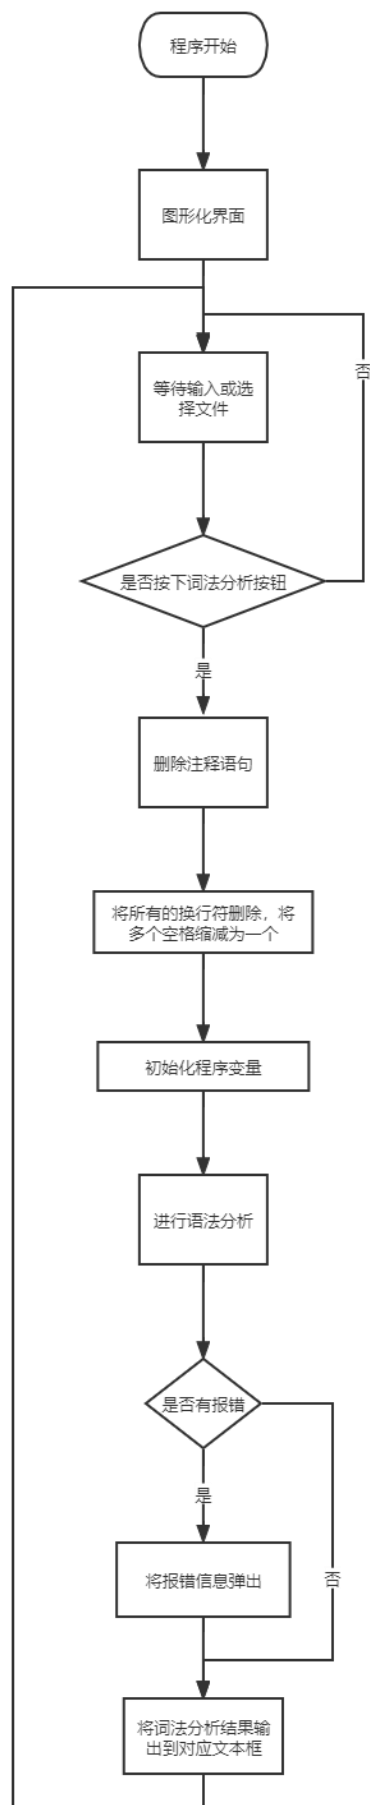 程序开始
图形化界面
否
等待输入或选
择文件
是否按下词法分析按钮
是
删除注释语句
将所有的换行符删除，将
多个空格缩减为一个
初始化程序变量
进行语法分析
是否有报错
是
将报错信息弹出
否
将词法分析结果输
出到对应文本框